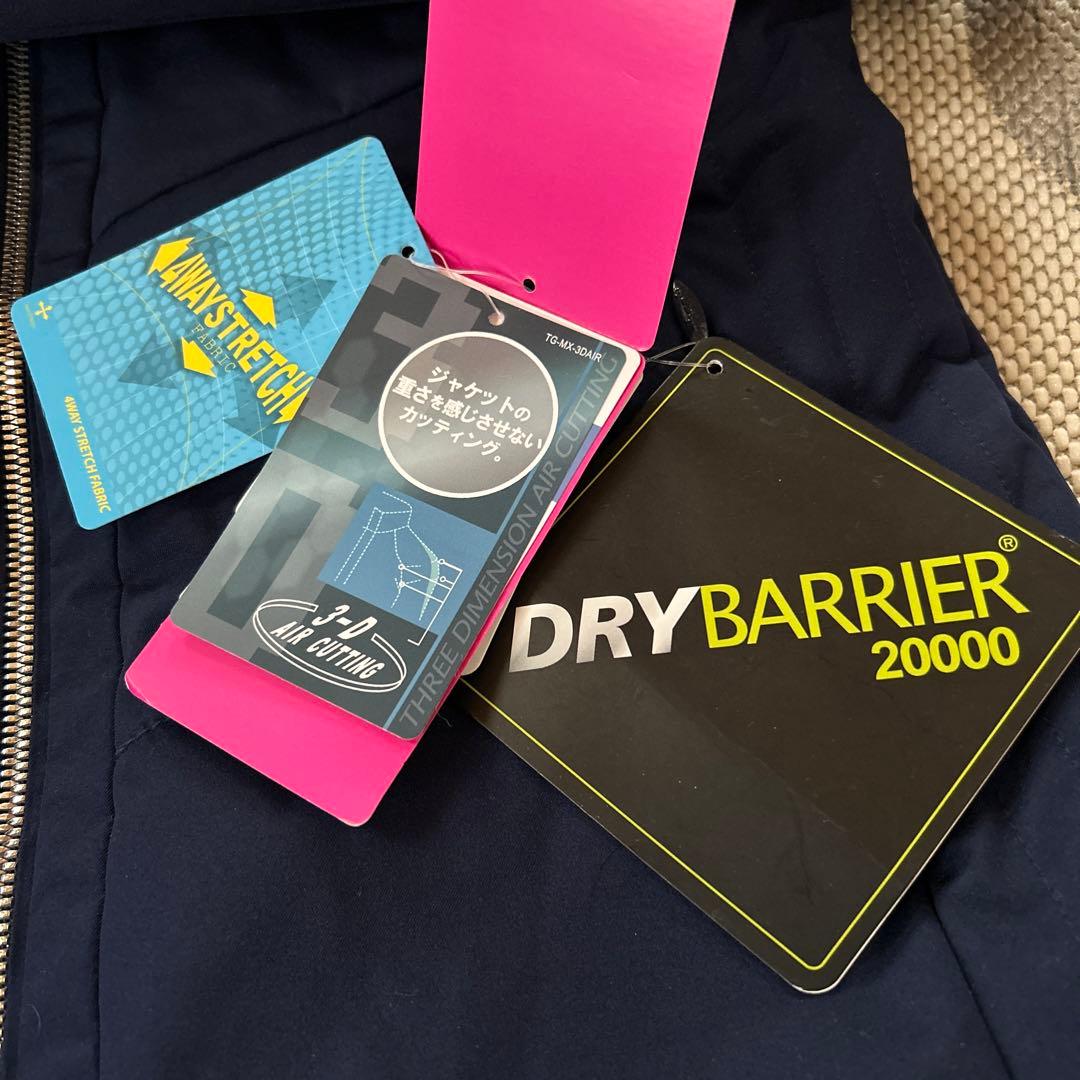 4WAYSTRETCH
FABRIC
4WAY STRETCH FABRIC
TG-MX-3DAIR
ジャケットの
重さを感じさせない
カッティング。
3-D
AIR CUTTING
THREE DIMENSION AIR CUTTING
DRYBARRIER®
20000